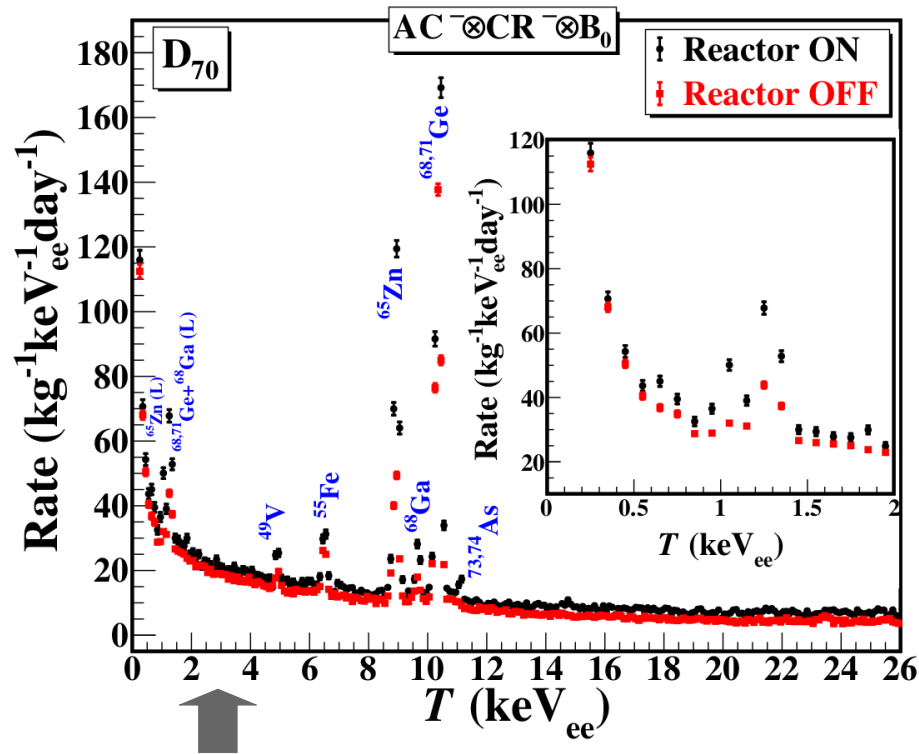 AC⁻⊗CR⁻⊗B₀
D₇₀
Reactor ON
Reactor OFF
Rate (kg⁻¹keV⁻¹ₑₑday⁻¹)
180
160
140
120
100
80
60
40
20
0
⁶⁵Zn (L)
⁶⁸,⁷¹Ge+⁶⁸Ga (L)
⁴⁹V
⁵⁵Fe
⁶⁵Zn
⁶⁸Ga
⁶⁸,⁷¹Ge
⁷³,⁷⁴As
Rate (kg⁻¹keV⁻¹ₑₑday⁻¹)
120
100
80
60
40
20
0 0.5 1 1.5 2
T (keVₑₑ)
0 2 4 6 8 10 12 14 16 18 20 22 24 26
T (keVₑₑ)